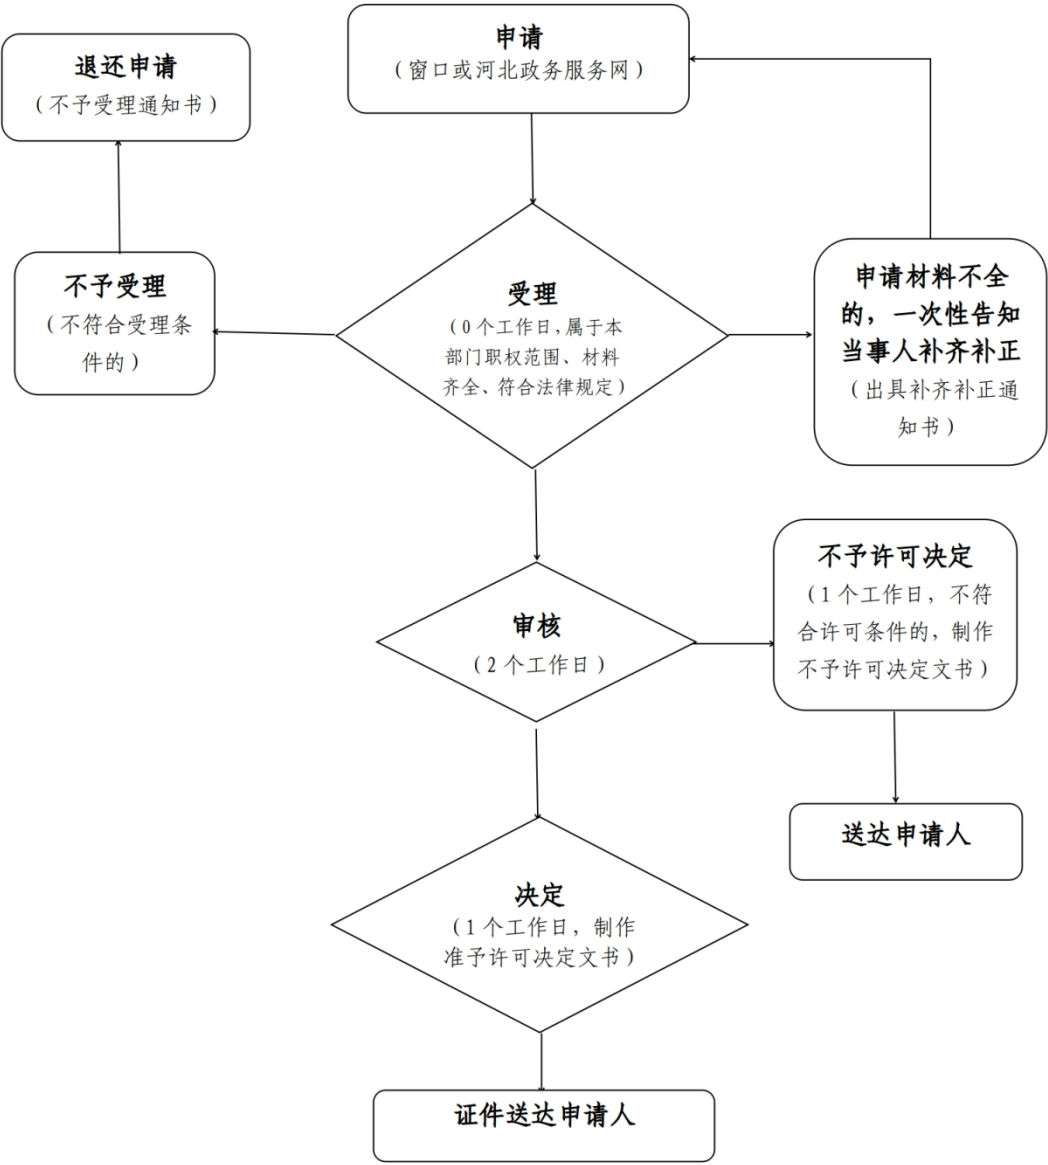 申请
（窗口或河北政务服务网）
退还申请
（不予受理通知书）
不予受理
（不符合受理条
件的）
受理
（0个工作日，属于本
部门职权范围、材料
齐全、符合法律规定）
申请材料不全
的，一次性告知
当事人补齐补正
（出具补齐补正通
知书）
审核
（2个工作日）
不予许可决定
（1个工作日，不符
合许可条件的，制作
不予许可决定文书）
送达申请人
决定
（1个工作日，制作
准予许可决定文书）
证件送达申请人